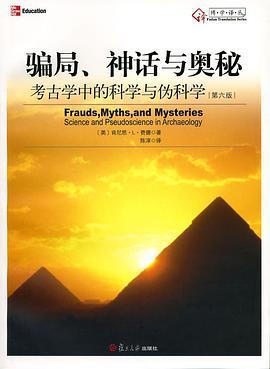 Education
博·学·译·丛
Fudan Translation Series
骗局、神话与奥秘
考古学中的科学与伪科学[第六版]
Frauds,Myths,and Mysteries
Science and Pseudoscience in Archaeology
(美) 肯尼思·L·费德/著
陈淳/译
復旦大學出版社